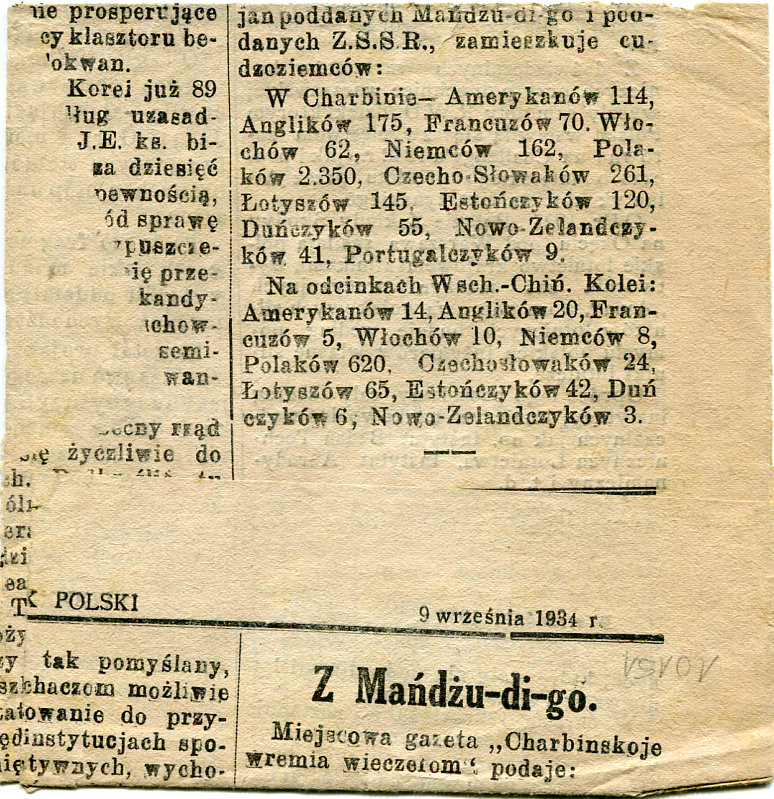 nie prosperujące
cy klasztoru be-
okwan.
Korei już 89
ług uzasad-
J.E. ks. bi-
za dziesięć
pewnością,
ód sprawę
puszcze-
ię prze-
kandy-
chow-
semi-
wan-
ecny rząd
życzliwie do
jan poddanych Mańdżu-di-go i pod-
danych Z.S.S.R., zamieszkuje cu-
dzoziemców:
W Charbinie— Amerykanów 114,
Anglików 175, Francuzów 70. Wło-
chów 62, Niemców 162, Pola-
ków 2.350, Czecho-Słowaków 261,
Łotyszów 145, Estończyków 120,
Duńczyków 55, Nowo-Zelandczy-
ków 41, Portugalczyków 9.
Na odcinkach Wsch.-Chiń. Kolei:
Amerykanów 14, Anglików 20, Fran-
cuzów 5, Włochów 10, Niemców 8,
Polaków 620, Czechosłowaków 24,
Łotyszów 65, Estończyków 42, Duń
czyków 6, Nowo-Zelandczyków 3.
K POLSKI
9 września 1934 r.
zy tak pomyślany,
możliwie
do przy-
instytucjach spo-
wycho-
Z Mańdżu-di-go.
Miejscowa gazeta „Charbinskoje
wremia wieczerom“ podaje: